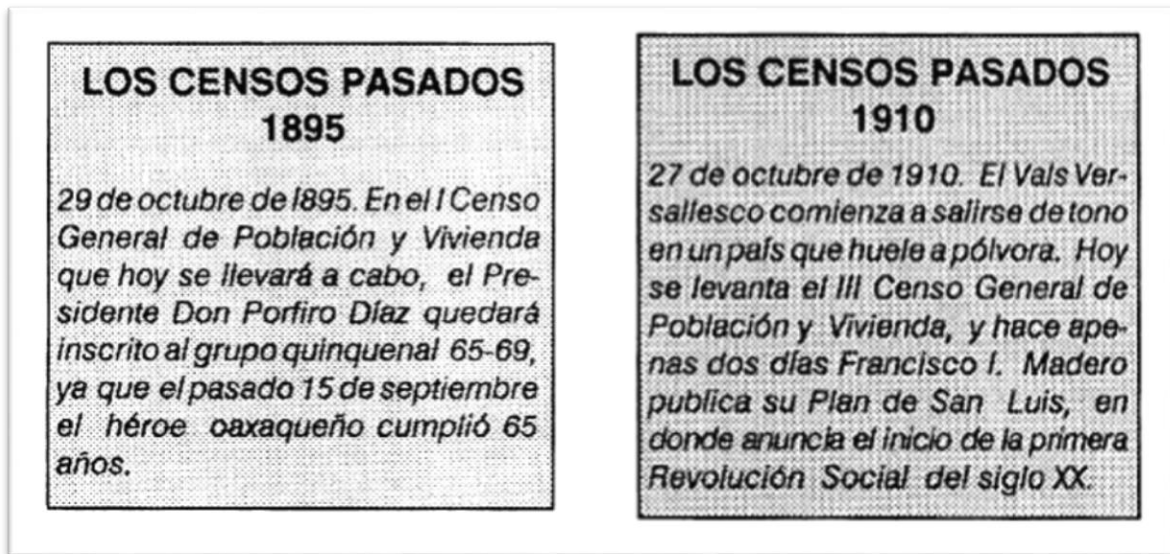 LOS CENSOS PASADOS
1895
29 de octubre de 1895. En el I Censo
General de Población y Vivienda
que hoy se llevará a cabo, el Pre-
sidente Don Porfiro Díaz quedará
inscrito al grupo quinquenal 65-69,
ya que el pasado 15 de septiembre
el héroe oaxaqueño cumplió 65
años.
LOS CENSOS PASADOS
1910
27 de octubre de 1910. El Vals Ver-
sallesco comienza a salirse de tono
en un país que huele a pólvora. Hoy
se levanta el III Censo General de
Población y Vivienda, y hace ape-
nas dos días Francisco I. Madero
publica su Plan de San Luis, en
donde anuncia el inicio de la primera
Revolución Social del siglo XX.